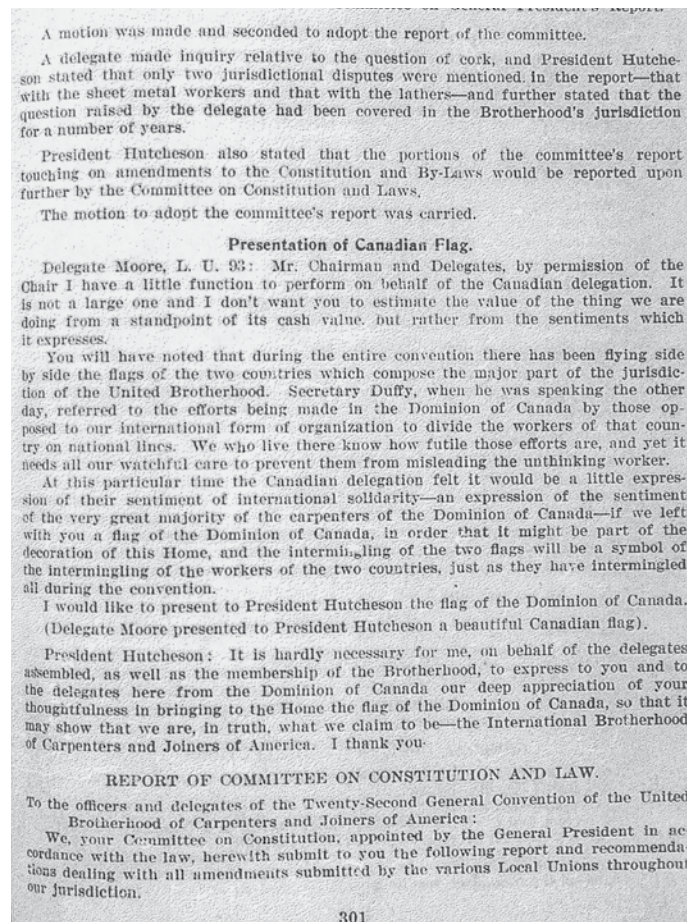 Committee on General President's Report.
A motion was made and seconded to adopt the report of the committee.
A delegate made inquiry relative to the question of cork, and President Hutche-
son stated that only two jurisdictional disputes were mentioned in the report—that
with the sheet metal workers and that with the lathers—and further stated that the
question raised by the delegate had been covered in the Brotherhood's jurisdiction
for a number of years.
President Hutcheson also stated that the portions of the committee's report
touching on amendments to the Constitution and By-Laws would be reported upon
further by the Committee on Constitution and Laws.
The motion to adopt the committee's report was carried.
Presentation of Canadian Flag.
Delegate Moore, L. U. 93: Mr. Chairman and Delegates, by permission of the
Chair I have a little function to perform on behalf of the Canadian delegation. It
is not a large one and I don't want you to estimate the value of the thing we are
doing from a standpoint of its cash value, but rather from the sentiments which
it expresses.
You will have noted that during the entire convention there has been flying side
by side the flags of the two countries which compose the major part of the jurisdic-
tion of the United Brotherhood. Secretary Duffy, when he was speaking the other
day, referred to the efforts being made in the Dominion of Canada by those op-
posed to our international form of organization to divide the workers of that coun-
try on national lines. We who live there know how futile those efforts are, and yet it
needs all our watchful care to prevent them from misleading the unthinking worker.
At this particular time the Canadian delegation felt it would be a little expres-
sion of their sentiment of international solidarity—an expression of the sentiment
of the very great majority of the carpenters of the Dominion of Canada—if we left
with you a flag of the Dominion of Canada, in order that it might be part of the
decoration of this Home, and the intermingling of the two flags will be a symbol of
the intermingling of the workers of the two countries, just as they have intermingled
all during the convention.
I would like to present to President Hutcheson the flag of the Dominion of Canada.
(Delegate Moore presented to President Hutcheson a beautiful Canadian flag).
President Hutcheson: It is hardly necessary for me, on behalf of the delegates
assembled, as well as the membership of the Brotherhood, to express to you and to
the delegates here from the Dominion of Canada our deep appreciation of your
thoughtfulness in bringing to the Home the flag of the Dominion of Canada, so that it
may show that we are, in truth, what we claim to be—the International Brotherhood
of Carpenters and Joiners of America. I thank you.
REPORT OF COMMITTEE ON CONSTITUTION AND LAW.
To the officers and delegates of the Twenty-Second General Convention of the United
Brotherhood of Carpenters and Joiners of America:
We, your Committee on Constitution, appointed by the General President in ac-
cordance with the law, herewith submit to you the following report and recommenda-
tions dealing with all amendments submitted by the various Local Unions throughout
our jurisdiction.
301